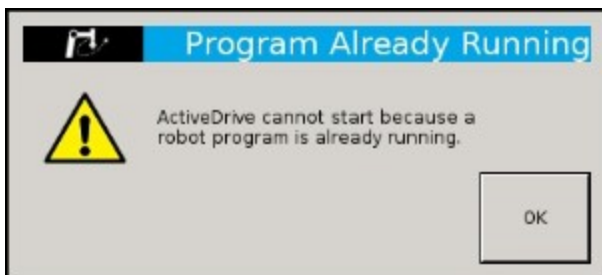 Program Already Running
ActiveDrive cannot start because a
robot program is already running.
OK